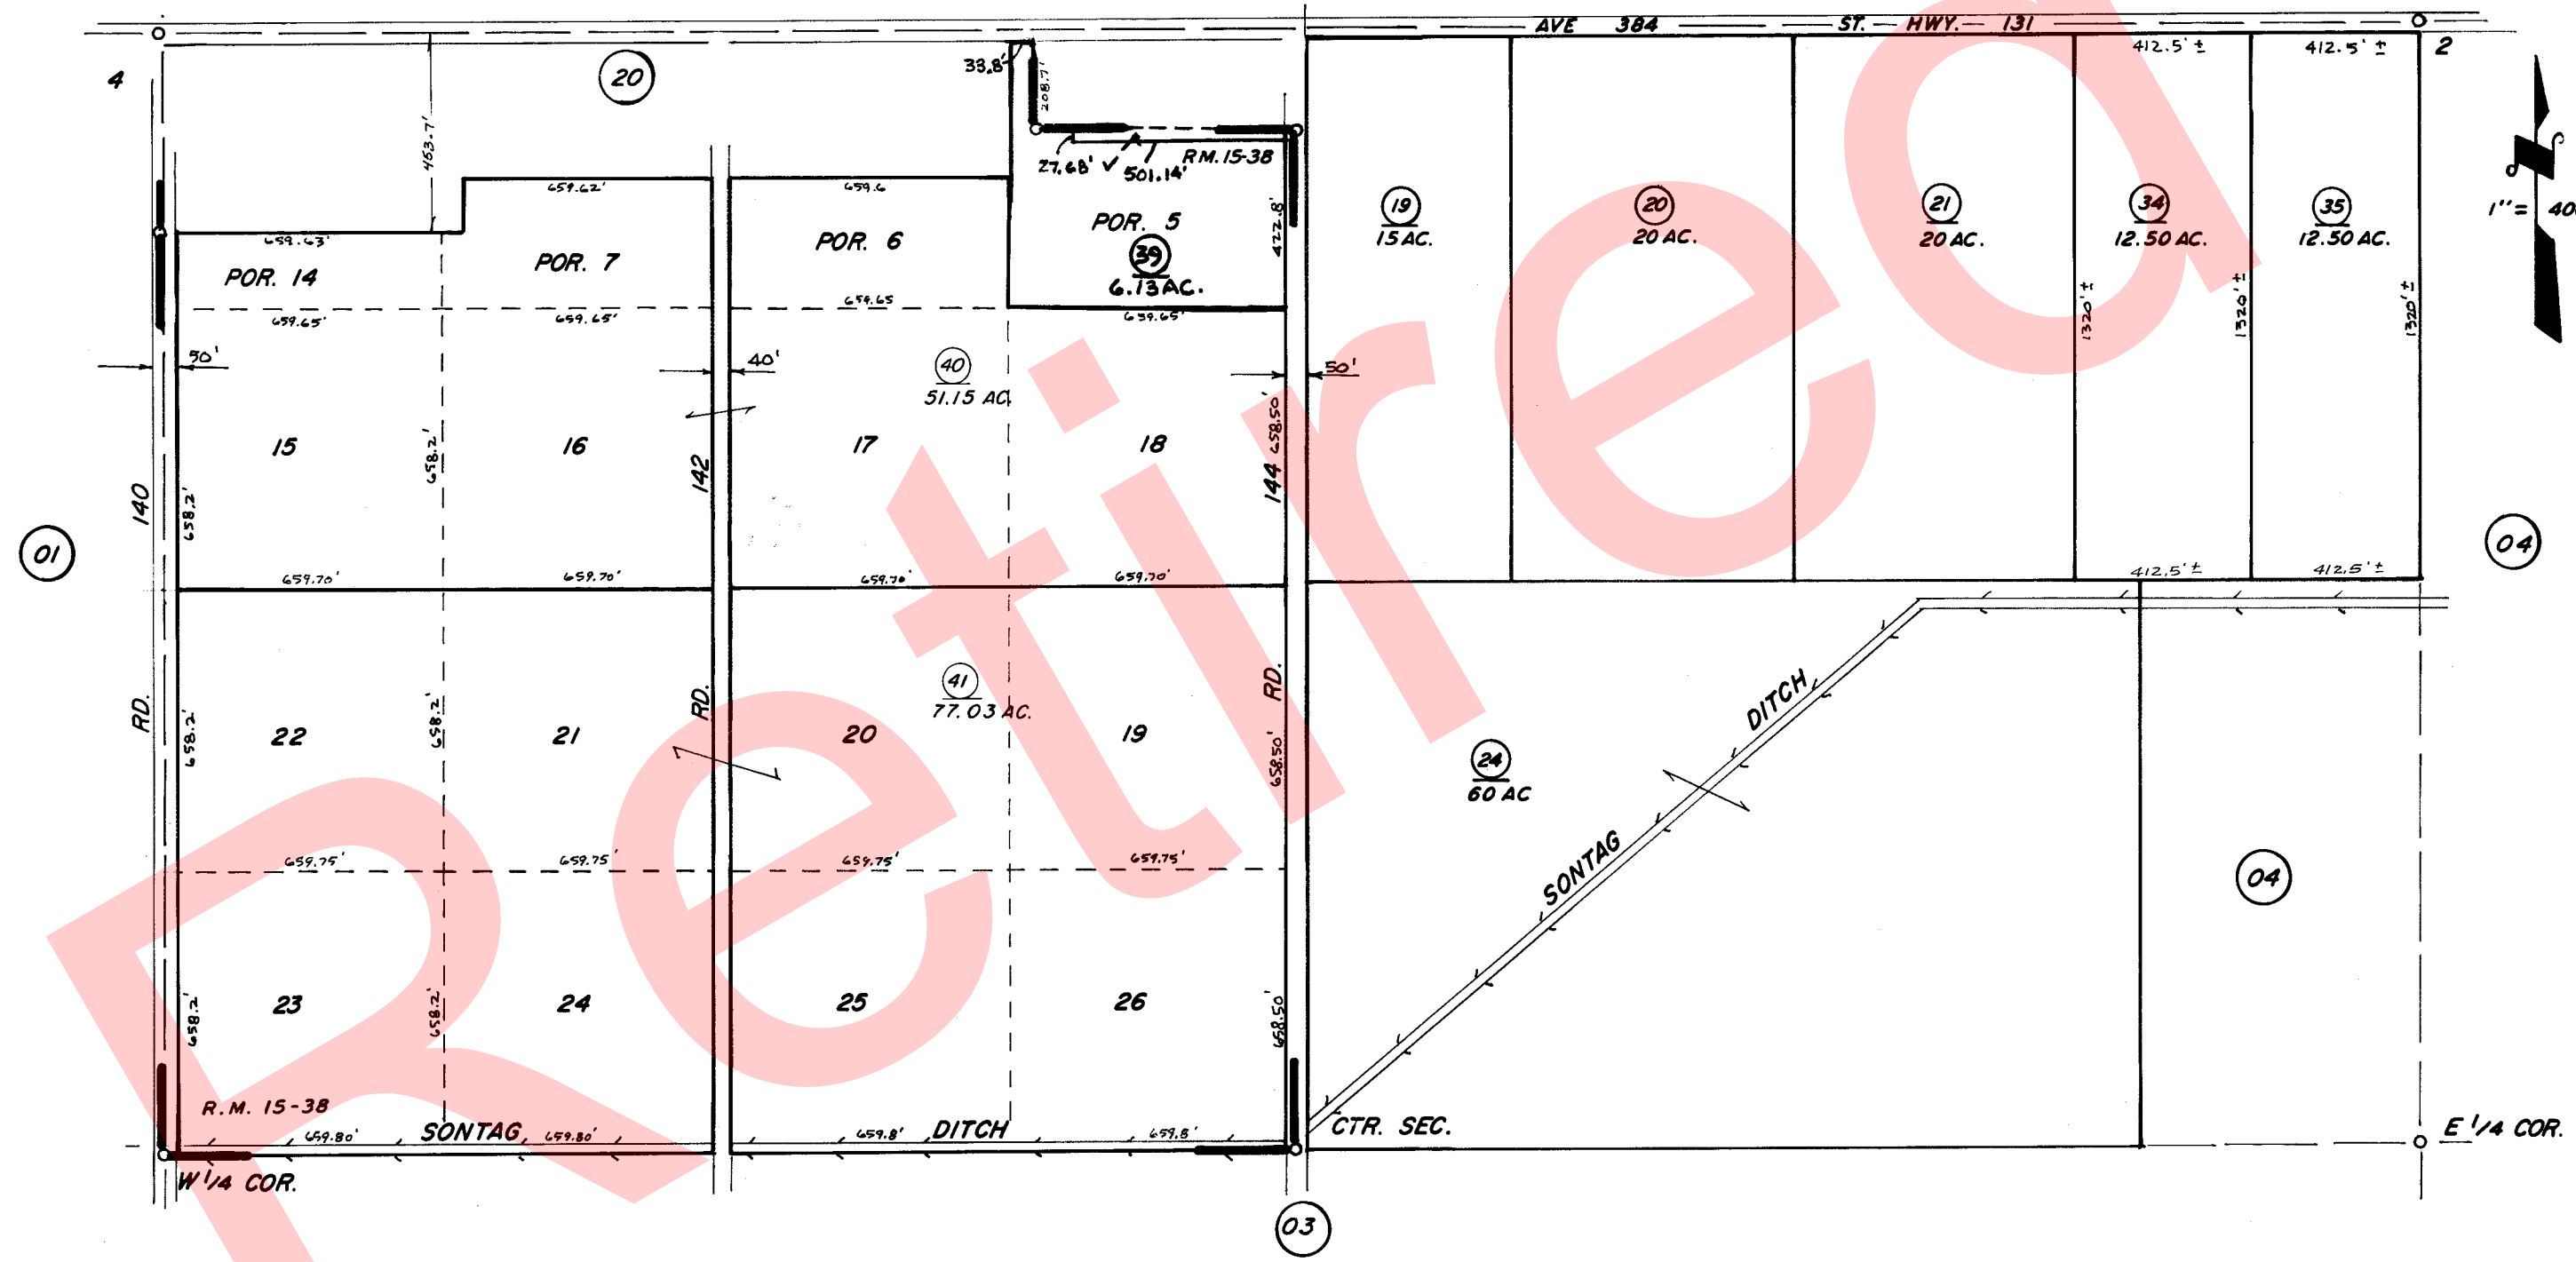 AVE 384 ST. HWY. 131
4
20
33.8'
208.7'
412.5' ±
412.5' ±
2
453.7'
27.68'
501.14'
R.M. 15-38
659.62'
659.6
659.63'
POR. 14
POR. 7
POR. 6
POR. 5
39
6.13 AC.
422.8'
19
15 AC.
20
20 AC.
21
20 AC.
34
12.50 AC.
35
12.50 AC.
1"=
1320' ±
1320' ±
1320' ±
659.65'
659.65'
659.65
659.65'
50'
40'
50'
40
51.15 AC.
15
658.2'
16
17
18
658.50'
RD. 140
658.2'
RD. 142
RD. 144
01
04
659.70'
659.70'
659.70'
659.70'
412.5' ±
412.5' ±
41
77.03 AC.
22
658.2'
658.2'
21
20
19
658.50'
SONTAG DITCH
24
60 AC
659.75'
659.75'
659.75'
659.75'
04
23
658.2'
658.2'
24
25
26
658.50'
R.M. 15-38
659.80'
SONTAG
659.80'
659.8'
DITCH
659.8'
CTR. SEC.
E 1/4 COR.
W 1/4 COR.
03
Retired